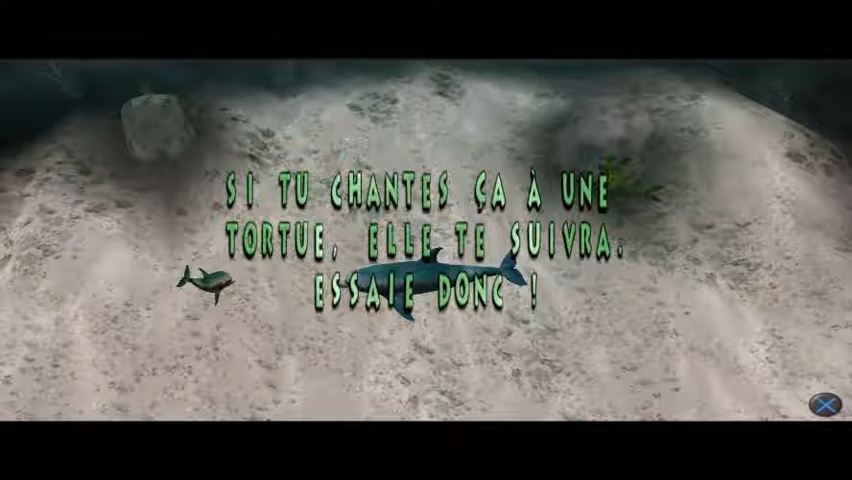 SI TU CHANTES ÇA À UNE
TORTUE, ELLE TE SUIVRA.
ESSAIE DONC !